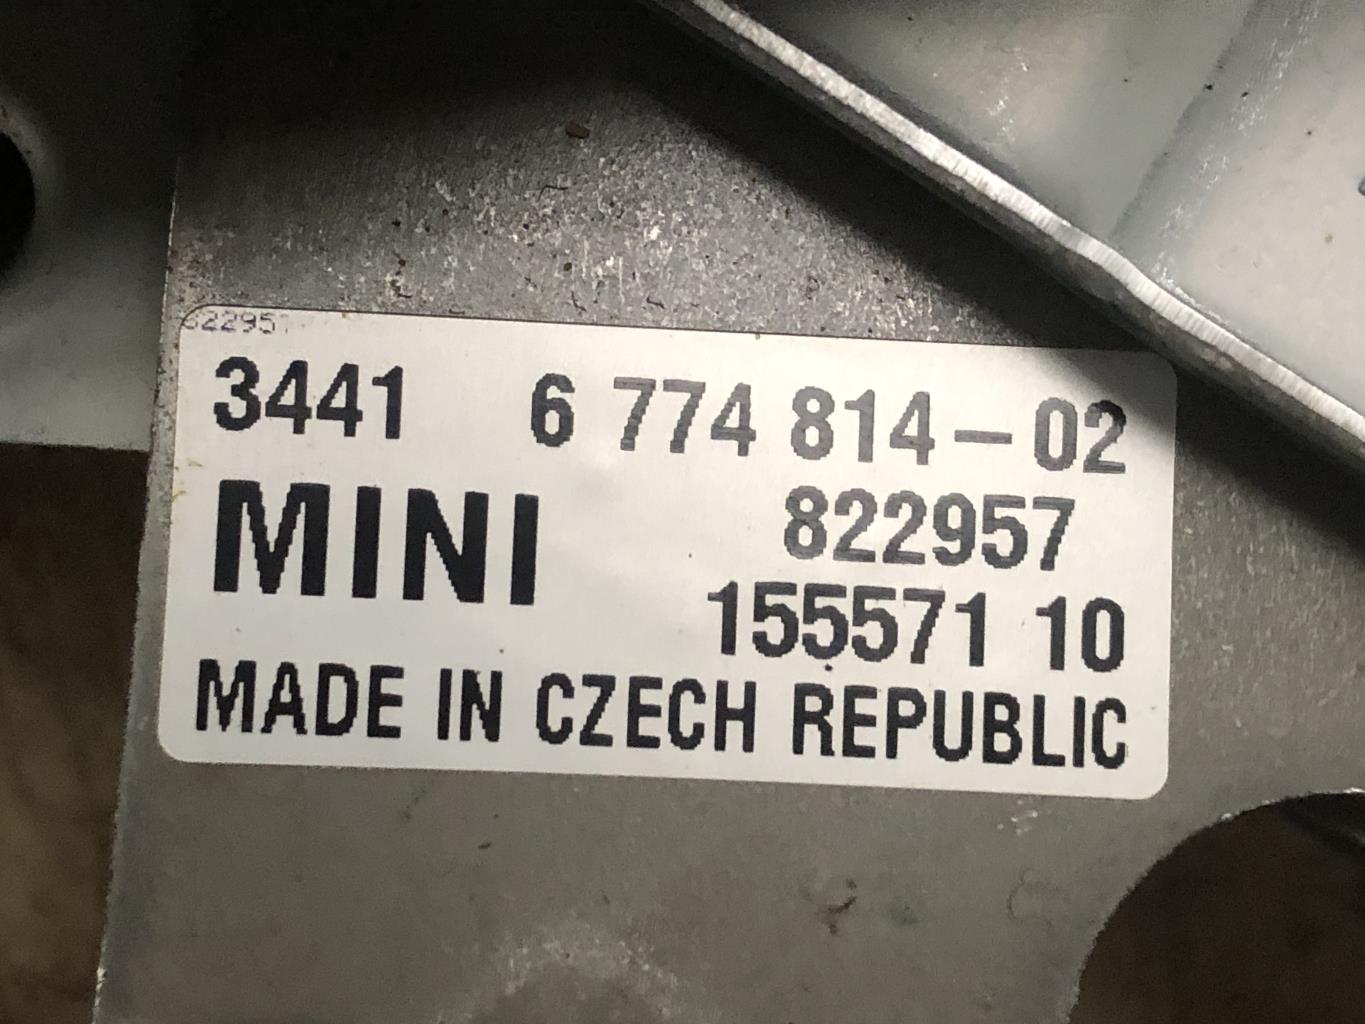 3441 6 774 814-02
MINI 822957
155571 10
MADE IN CZECH REPUBLIC